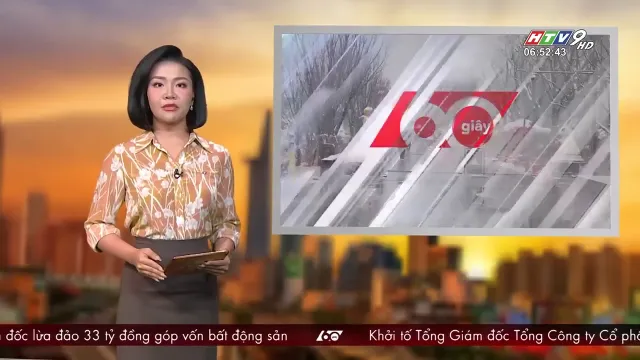 HTV9 HD
06:52:43
60 giây
đốc lừa đảo 33 tỷ đồng góp vốn bất động sản 60 Khởi tố Tổng Giám đốc Tổng Công ty Cổ